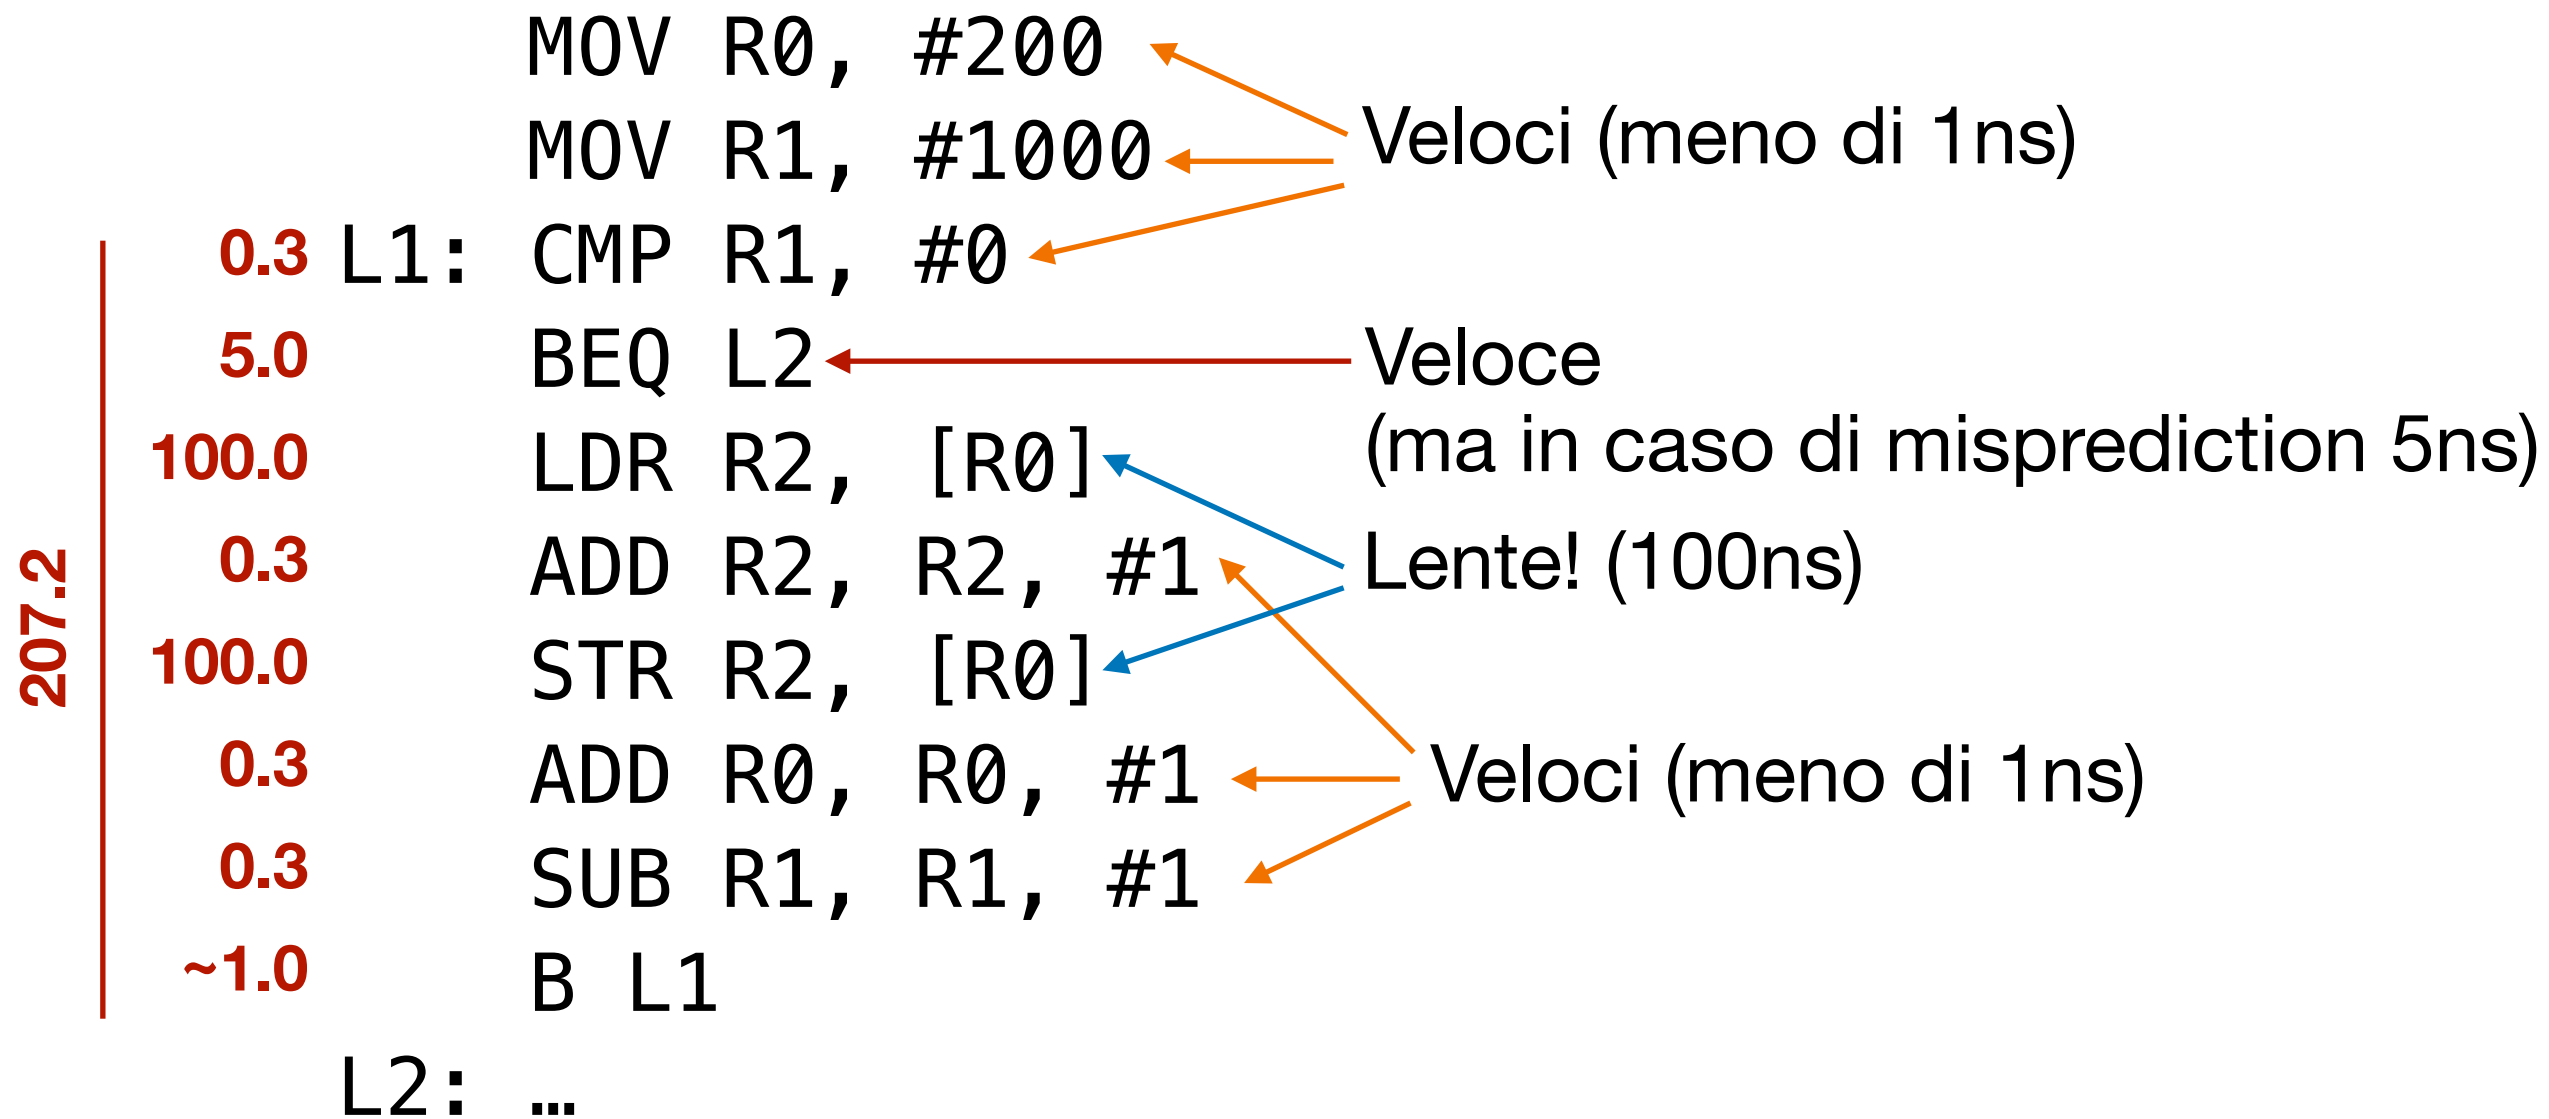 MOV R0, #200
MOV R1, #1000
Veloci (meno di 1ns)
0.3 L1: CMP R1, #0
5.0 BEQ L2
Veloce
(ma in caso di misprediction 5ns)
100.0 LDR R2, [R0]
0.3 ADD R2, R2, #1
Lente! (100ns)
207.2
100.0 STR R2, [R0]
0.3 ADD R0, R0, #1
Veloci (meno di 1ns)
0.3 SUB R1, R1, #1
~1.0 B L1
L2: …